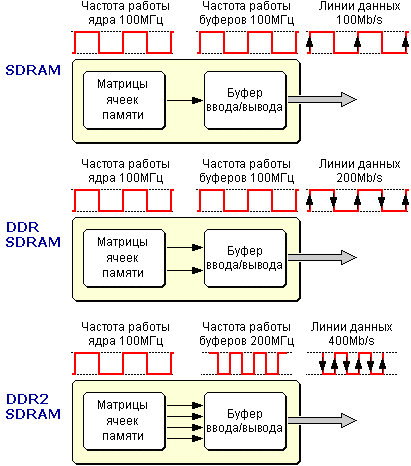 Частота работы Частота работы Линии данных
ядра 100МГц буферов 100МГц 100Mb/s
SDRAM
Матрицы
ячеек
памяти
Буфер
ввода/вывода
Частота работы Частота работы Линии данных
ядра 100МГц буферов 100МГц 200Mb/s
DDR
SDRAM
Матрицы
ячеек
памяти
Буфер
ввода/вывода
Частота работы Частота работы Линии данных
ядра 100МГц буферов 200МГц 400Mb/s
DDR2
SDRAM
Матрицы
ячеек
памяти
Буфер
ввода/вывода